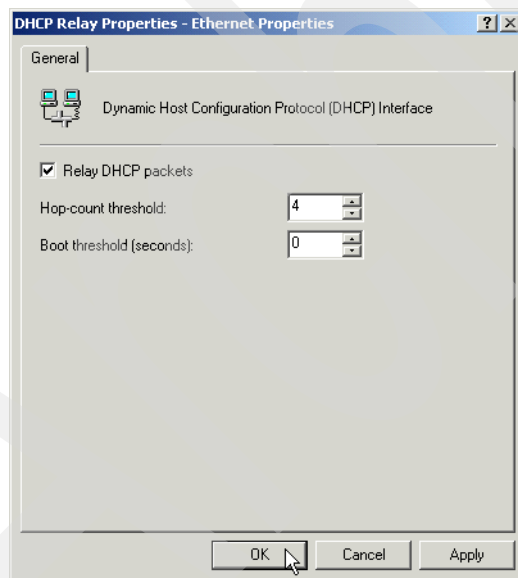 DHCP Relay Properties - Ethernet Properties
General
Dynamic Host Configuration Protocol (DHCP) Interface
Relay DHCP packets
Hop-count threshold: 4
Boot threshold (seconds): 0
OK Cancel Apply